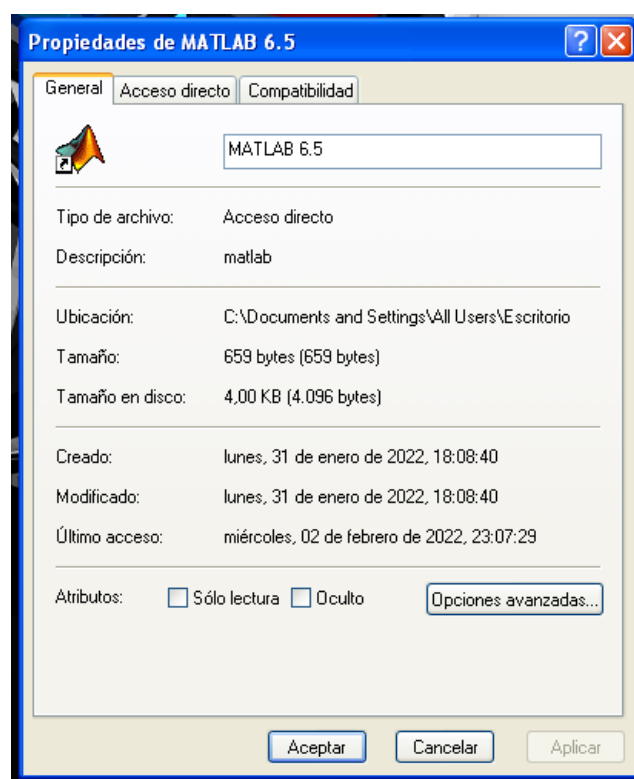 Propiedades de MATLAB 6.5
General Acceso directo Compatibilidad
MATLAB 6.5
Tipo de archivo: Acceso directo
Descripción: matlab
Ubicación: C:\Documents and Settings\All Users\Escritorio
Tamaño: 659 bytes (659 bytes)
Tamaño en disco: 4,00 KB (4.096 bytes)
Creado: lunes, 31 de enero de 2022, 18:08:40
Modificado: lunes, 31 de enero de 2022, 18:08:40
Último acceso: miércoles, 02 de febrero de 2022, 23:07:29
Atributos: Sólo lectura Oculto Opciones avanzadas...
Aceptar Cancelar Aplicar